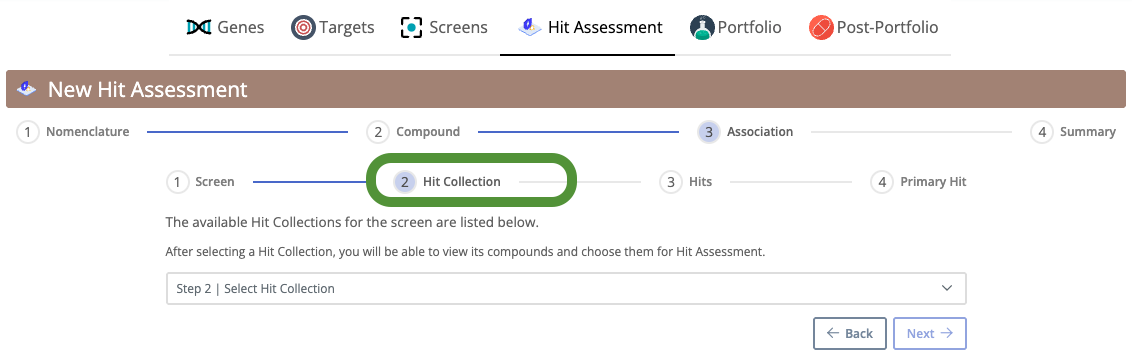 Genes Targets Screens Hit Assessment Portfolio Post-Portfolio
New Hit Assessment
1 Nomenclature 2 Compound 3 Association 4 Summary
1 Screen 2 Hit Collection 3 Hits 4 Primary Hit
The available Hit Collections for the screen are listed below.
After selecting a Hit Collection, you will be able to view its compounds and choose them for Hit Assessment.
Step 2 | Select Hit Collection
← Back Next →